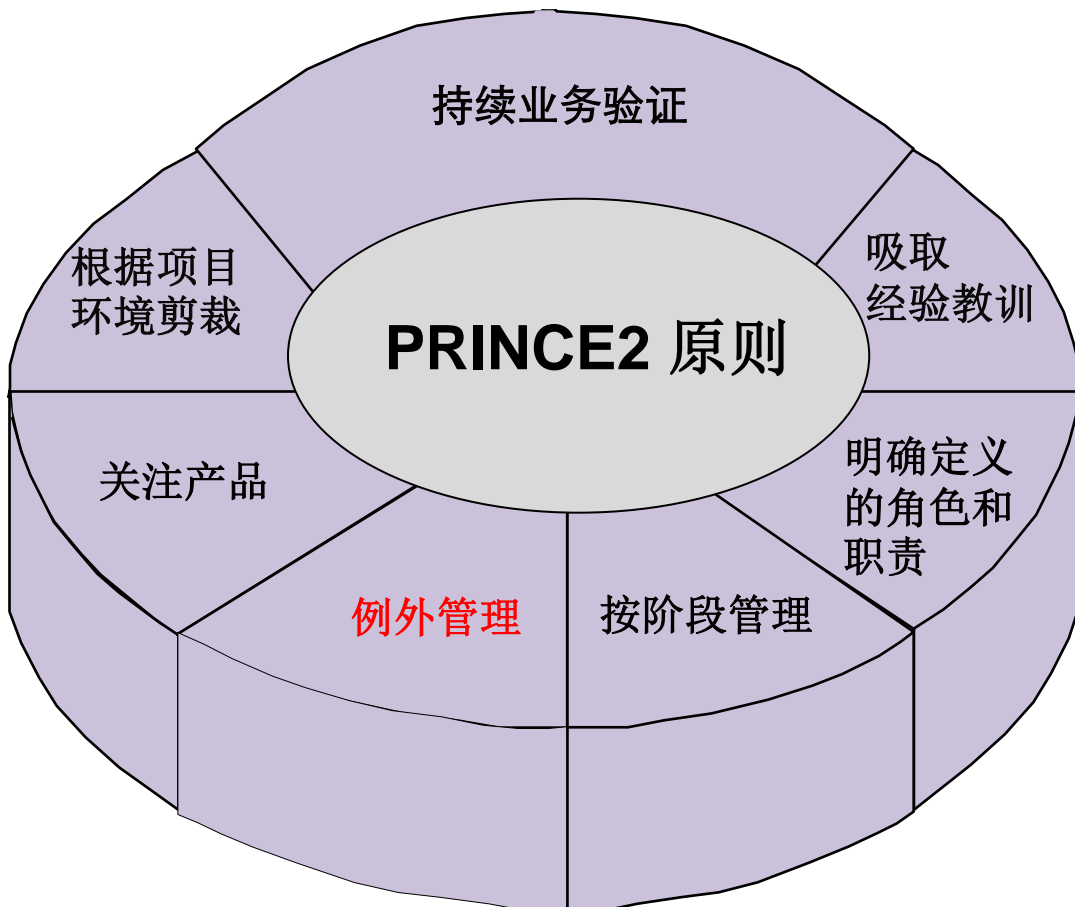 持续业务验证
根据项目
环境剪裁
吸取
经验教训
PRINCE2 原则
关注产品
明确定义
的角色和
职责
例外管理
按阶段管理